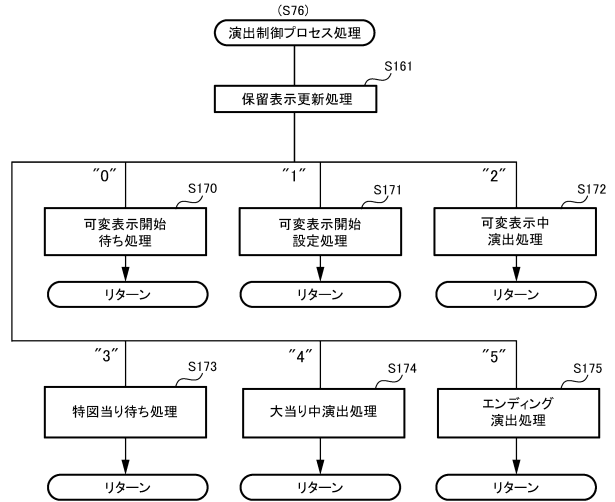 (S76)
演出制御プロセス処理
S161
保留表示更新処理
"0"
"1"
"2"
S170
S171
S172
可変表示開始
待ち処理
可変表示開始
設定処理
可変表示中
演出処理
リターン
リターン
リターン
"3"
"4"
"5"
S173
S174
S175
特図当り待ち処理
大当り中演出処理
エンディング
演出処理
リターン
リターン
リターン